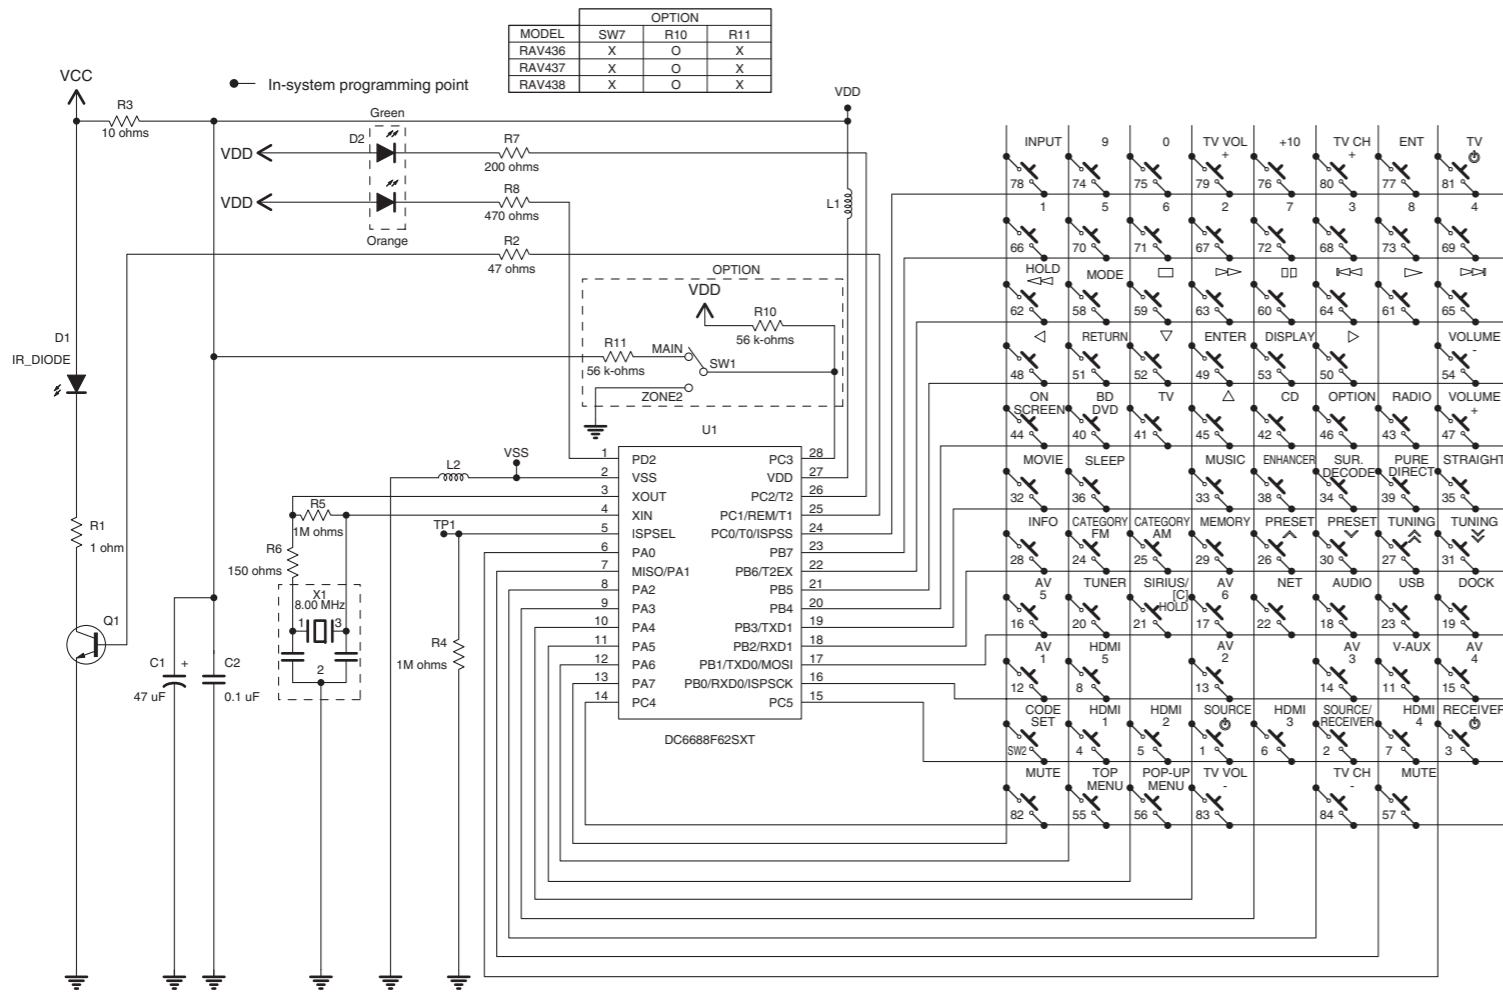 OPTION
MODEL SW7 R10 R11
RAV436 X O X
RAV437 X O X
RAV438 X O X
In-system programming point
VCC
R3
10 ohms
VDD
Green
D2
VDD
R7
200 ohms
VDD
R8
470 ohms
Orange
R2
47 ohms
L1
OPTION
VDD
R10
56 k-ohms
R11
56 k-ohms
MAIN
SW1
ZONE2
D1
IR_DIODE
R1
1 ohm
Q1
C1 +
47 uF
C2
0.1 uF
L2
VSS
R5
1M ohms
R6
150 ohms
X1
8.00 MHz
1 3
2
TP1
R4
1M ohms
U1
1 PD2 PC3 28
2 VSS VDD 27
3 XOUT PC2/T2 26
4 XIN PC1/REM/T1 25
5 ISPSEL PC0/T0/ISPSS 24
6 PA0 PB7 23
7 MISO/PA1 PB6/T2EX 22
8 PA2 PB5 21
9 PA3 PB4 20
10 PA4 PB3/TXD1 19
11 PA5 PB2/RXD1 18
12 PA6 PB1/TXD0/MOSI 17
13 PA7 PB0/RXD0/ISPSCK 16
14 PC4 PC5 15
DC6688F62SXT
INPUT 9 0 TV VOL + +10 TV CH + ENT TV
78 74 75 79 76 80 77 81
1 5 6 2 7 3 8 4
66 70 71 67 72 68 73 69
HOLD MODE
62 58 59 63 60 64 61 65
RETURN ENTER DISPLAY VOLUME -
48 51 52 49 53 50 54
ON SCREEN BD DVD TV CD OPTION RADIO VOLUME +
44 40 41 45 42 46 43 47
MOVIE SLEEP MUSIC ENHANCER SUR. DECODE PURE DIRECT STRAIGHT
32 36 33 38 34 39 35
INFO CATEGORY FM CATEGORY AM MEMORY PRESET PRESET TUNING TUNING
28 24 25 29 26 30 27 31
AV 5 TUNER SIRIUS/ [C] HOLD AV 6 NET AUDIO USB DOCK
16 20 21 17 22 18 23 19
AV 1 HDMI 5 AV 2 AV 3 V-AUX AV 4
12 8 13 14 11 15
CODE SET HDMI 1 HDMI 2 SOURCE HDMI 3 SOURCE/ RECEIVER HDMI 4 RECEIVER
SW2 4 5 1 6 2 7 3
MUTE TOP MENU POP-UP MENU TV VOL - TV CH - MUTE
82 55 56 83 84 57